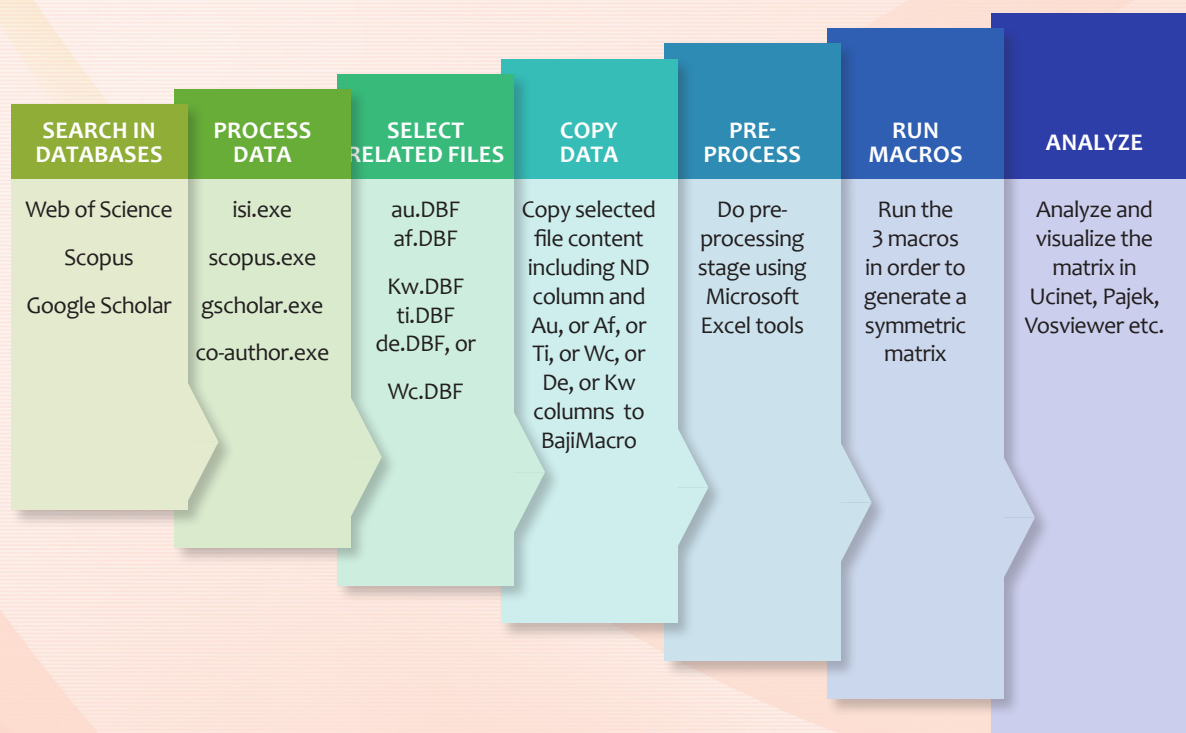 SEARCH IN
DATABASES
Web of Science
Scopus
Google Scholar
PROCESS
DATA
isi.exe
scopus.exe
gscholar.exe
co-author.exe
SELECT
RELATED FILES
au.DBF
af.DBF
Kw.DBF
ti.DBF
de.DBF, or
Wc.DBF
COPY
DATA
Copy selected
file content
including ND
column and
Au, or Af, or
Ti, or Wc, or
De, or Kw
columns to
BajiMacro
PRE-
PROCESS
Do pre-
processing
stage using
Microsoft
Excel tools
RUN
MACROS
Run the
3 macros
in order to
generate a
symmetric
matrix
ANALYZE
Analyze and
visualize the
matrix in
Ucinet, Pajek,
Vosviewer etc.